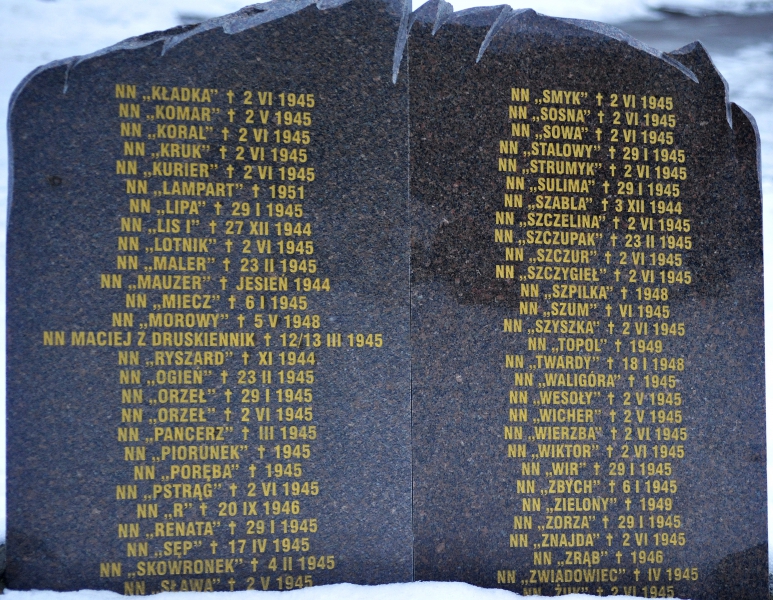 NN „KŁADKA” † 2 VI 1945
NN „KOMAR” † 2 V 1945
NN „KORAL” † 2 VI 1945
NN „KRUK” † 2 VI 1945
NN „KURIER” † 2 VI 1945
NN „LAMPART” † 1951
NN „LIPA” † 29 I 1945
NN „LIS I” † 27 XII 1944
NN „LOTNIK” † 2 VI 1945
NN „MALER” † 23 II 1945
NN „MAUZER” † JESIEŃ 1944
NN „MIECZ” † 6 I 1945
NN „MOROWY” † 5 V 1948
NN MACIEJ Z DRUSKIENNIK † 12/13 III 1945
NN „RYSZARD” † XI 1944
NN „OGIEŃ” † 23 II 1945
NN „ORZEŁ” † 29 I 1945
NN „ORZEŁ” † 2 VI 1945
NN „PANCERZ” † III 1945
NN „PIORUNEK” † 1945
NN „PORĘBA” † 1945
NN „PSTRĄG” † 2 VI 1945
NN „R” † 20 IX 1946
NN „RENATA” † 29 I 1945
NN „SĘP” † 17 IV 1945
NN „SKOWRONEK” † 4 II 1945
NN „SŁAWA” † 2 V 1945
NN „SMYK” † 2 VI 1945
NN „SOSNA” † 2 VI 1945
NN „SOWA” † 2 VI 1945
NN „STALOWY” † 29 I 1945
NN „STRUMYK” † 2 VI 1945
NN „SULIMA” † 29 I 1945
NN „SZABLA” † 3 XII 1944
NN „SZCZELINA” † 2 VI 1945
NN „SZCZUPAK” † 23 II 1945
NN „SZCZUR” † 2 VI 1945
NN „SZCZYGIEŁ” † 2 VI 1945
NN „SZPILKA” † 1948
NN „SZUM” † VI 1945
NN „SZYSZKA” † 2 VI 1945
NN „TOPOL” † 1949
NN „TWARDY” † 18 I 1948
NN „WALIGÓRA” † 1945
NN „WESOŁY” † 2 V 1945
NN „WICHER” † 2 V 1945
NN „WIERZBA” † 2 VI 1945
NN „WIKTOR” † 2 VI 1945
NN „WIR” † 29 I 1945
NN „ZBYCH” † 6 I 1945
NN „ZIELONY” † 1949
NN „ZORZA” † 29 I 1945
NN „ZNAJDA” † 2 VI 1945
NN „ZRĄB” † 1946
NN „ZWIADOWIEC” † IV 1945
NN „ŻUK” † 2 VI 1945